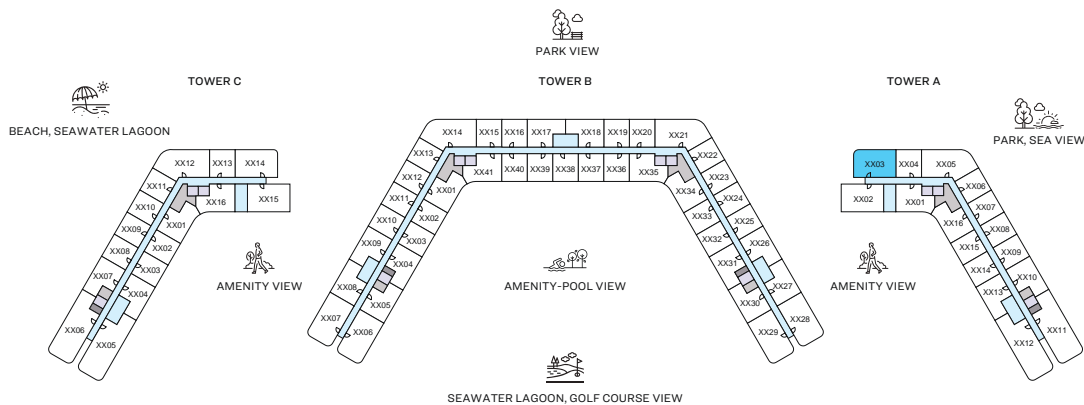 PARK VIEW
TOWER C
TOWER B
TOWER A
BEACH, SEAWATER LAGOON
PARK, SEA VIEW
XX12 XX13 XX14
XX11
XX10
XX09
XX08
XX07
XX06
XX05
XX04
XX03
XX02
XX01
XX16
XX15
XX14 XX15 XX16 XX17 XX18 XX19 XX20 XX21
XX13
XX12
XX11
XX10
XX09
XX08
XX07
XX06
XX05
XX04
XX03
XX02
XX01
XX41 XX40 XX39 XX38 XX37 XX36 XX35
XX34
XX33
XX32
XX31
XX30
XX29
XX22
XX23
XX24
XX25
XX26
XX27
XX28
XX03 XX04 XX05
XX02 XX01
XX16
XX15
XX14
XX13
XX12
XX06
XX07
XX08
XX09
XX10
XX11
AMENITY VIEW
AMENITY-POOL VIEW
AMENITY VIEW
SEAWATER LAGOON, GOLF COURSE VIEW